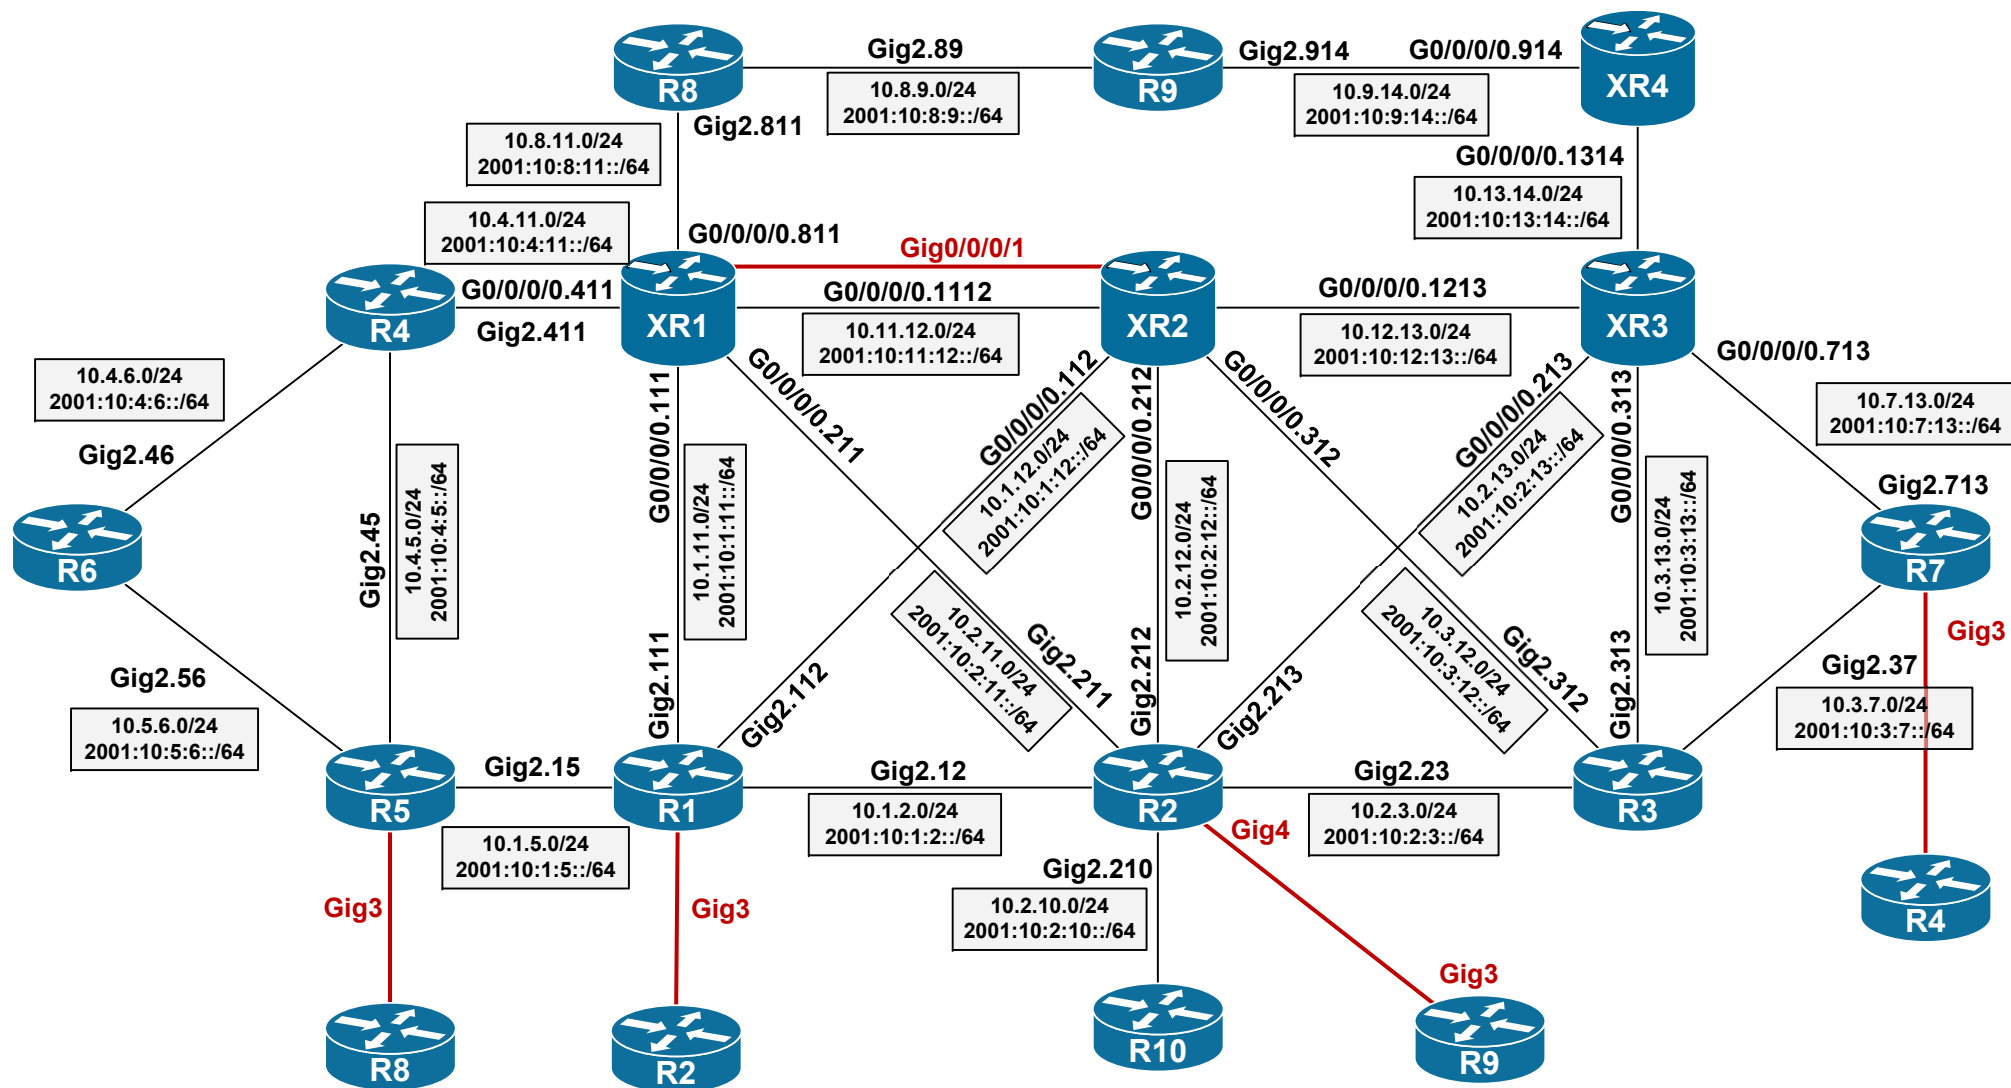 Gig2.89
Gig2.914
G0/0/0/0.914
R8
R9
XR4
10.8.9.0/24
2001:10:8:9::/64
10.9.14.0/24
2001:10:9:14::/64
Gig2.811
10.8.11.0/24
2001:10:8:11::/64
G0/0/0/0.1314
10.13.14.0/24
2001:10:13:14::/64
10.4.11.0/24
2001:10:4:11::/64
G0/0/0/0.811
Gig0/0/0/1
G0/0/0/0.411
G0/0/0/0.1112
G0/0/0/0.1213
R4
Gig2.411
XR1
XR2
XR3
10.11.12.0/24
2001:10:11:12::/64
10.12.13.0/24
2001:10:12:13::/64
G0/0/0/0.713
10.4.6.0/24
2001:10:4:6::/64
10.7.13.0/24
2001:10:7:13::/64
G0/0/0/0.111
G0/0/0/0.211
G0/0/0/0.112
G0/0/0/0.212
G0/0/0/0.312
G0/0/0/0.213
G0/0/0/0.313
Gig2.46
Gig2.45
10.4.5.0/24
2001:10:4:5::/64
10.1.11.0/24
2001:10:1:11::/64
10.1.12.0/24
2001:10:1:12::/64
10.2.12.0/24
2001:10:2:12::/64
10.2.13.0/24
2001:10:2:13::/64
10.3.13.0/24
2001:10:3:13::/64
Gig2.713
R6
R7
10.2.11.0/24
2001:10:2:11::/64
10.3.12.0/24
2001:10:3:12::/64
Gig2.56
10.5.6.0/24
2001:10:5:6::/64
Gig2.111
Gig2.112
Gig2.211
Gig2.212
Gig2.213
Gig2.312
Gig2.313
Gig3
Gig2.37
10.3.7.0/24
2001:10:3:7::/64
Gig2.15
Gig2.12
Gig2.23
R5
R1
R2
R3
10.1.5.0/24
2001:10:1:5::/64
10.1.2.0/24
2001:10:1:2::/64
Gig4
10.2.3.0/24
2001:10:2:3::/64
Gig2.210
10.2.10.0/24
2001:10:2:10::/64
Gig3
Gig3
R4
Gig3
R8
R2
R10
R9